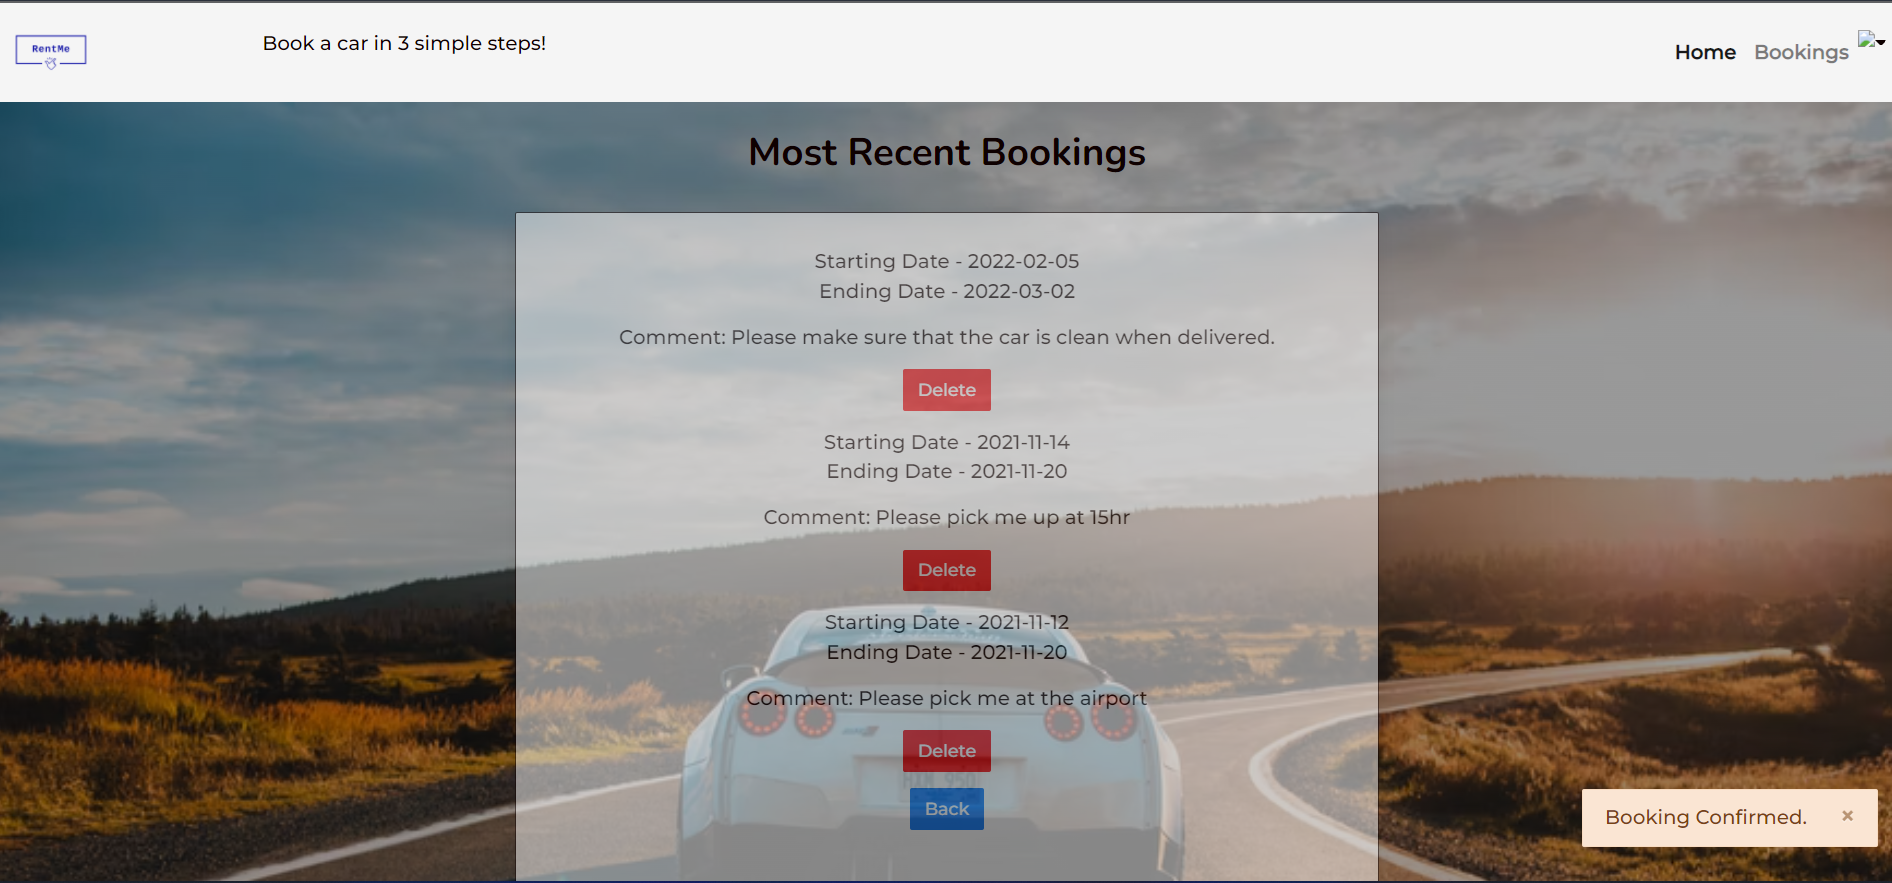 RentMe
Book a car in 3 simple steps!
Home
Bookings
Most Recent Bookings
Starting Date - 2022-02-05
Ending Date - 2022-03-02
Comment: Please make sure that the car is clean when delivered.
Delete
Starting Date - 2021-11-14
Ending Date - 2021-11-20
Comment: Please pick me up at 15hr
Delete
Starting Date - 2021-11-12
Ending Date - 2021-11-20
Comment: Please pick me at the airport
Delete
Back
Booking Confirmed. ×